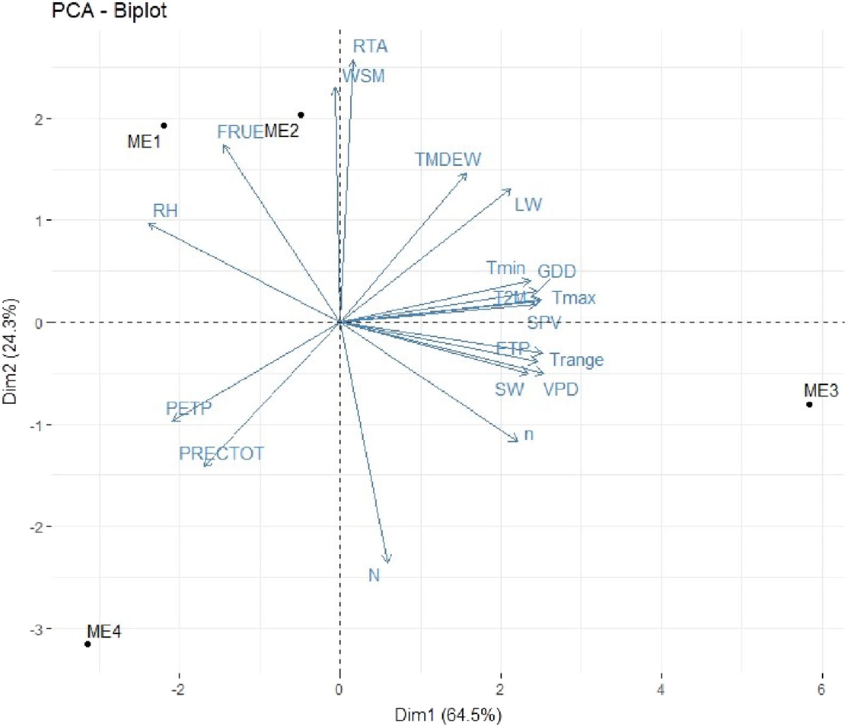 PCA - Biplot
RTA
WSM
2
FRUE
ME2
ME1
TMDEW
RH
LW
1
Tmin
GDD
T2M
Tmax
0
SPV
ETP
Trange
SW
VPD
ME3
PETP
-1
n
PRECTOT
-2
N
ME4
-3
-2
0
2
4
6
Dim1 (64.5%)
Dim2 (24.3%)